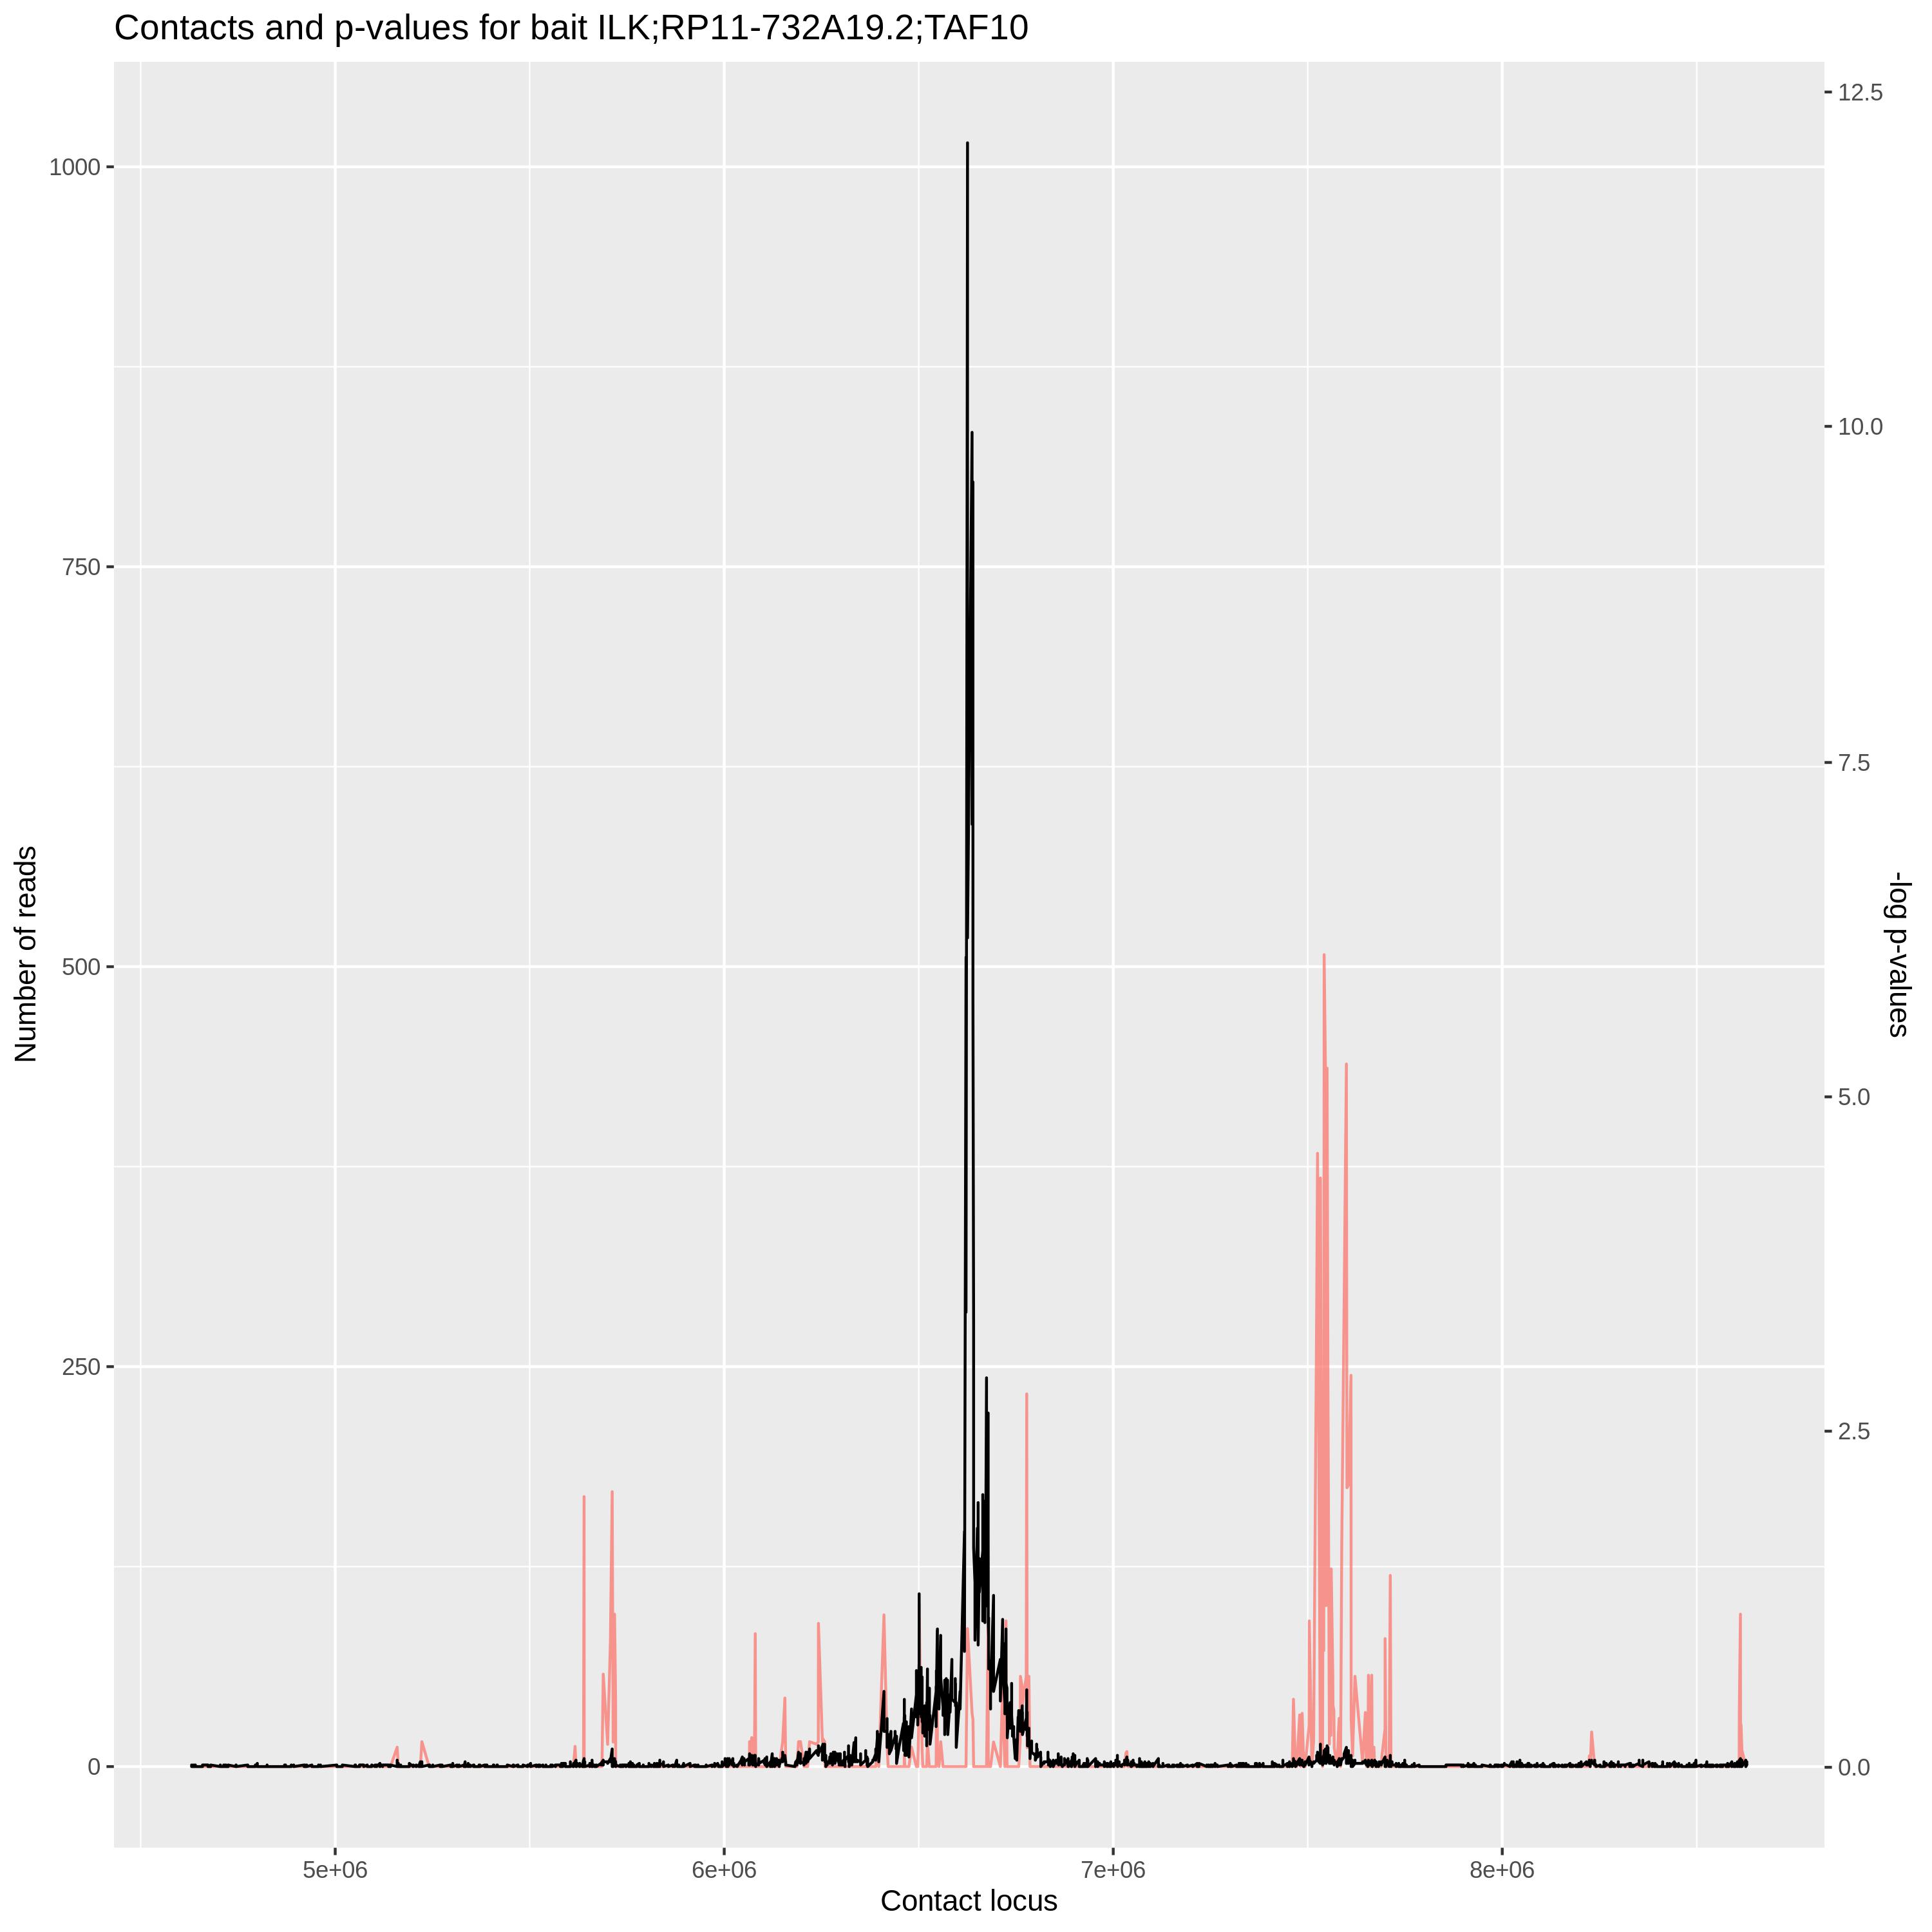 Contacts and p-values for bait ILK;RP11-732A19.2;TAF10
1000
750
500
250
0
Number of reads
12.5
10.0
7.5
5.0
2.5
0.0
-log p-values
5e+06
6e+06
7e+06
8e+06
Contact locus